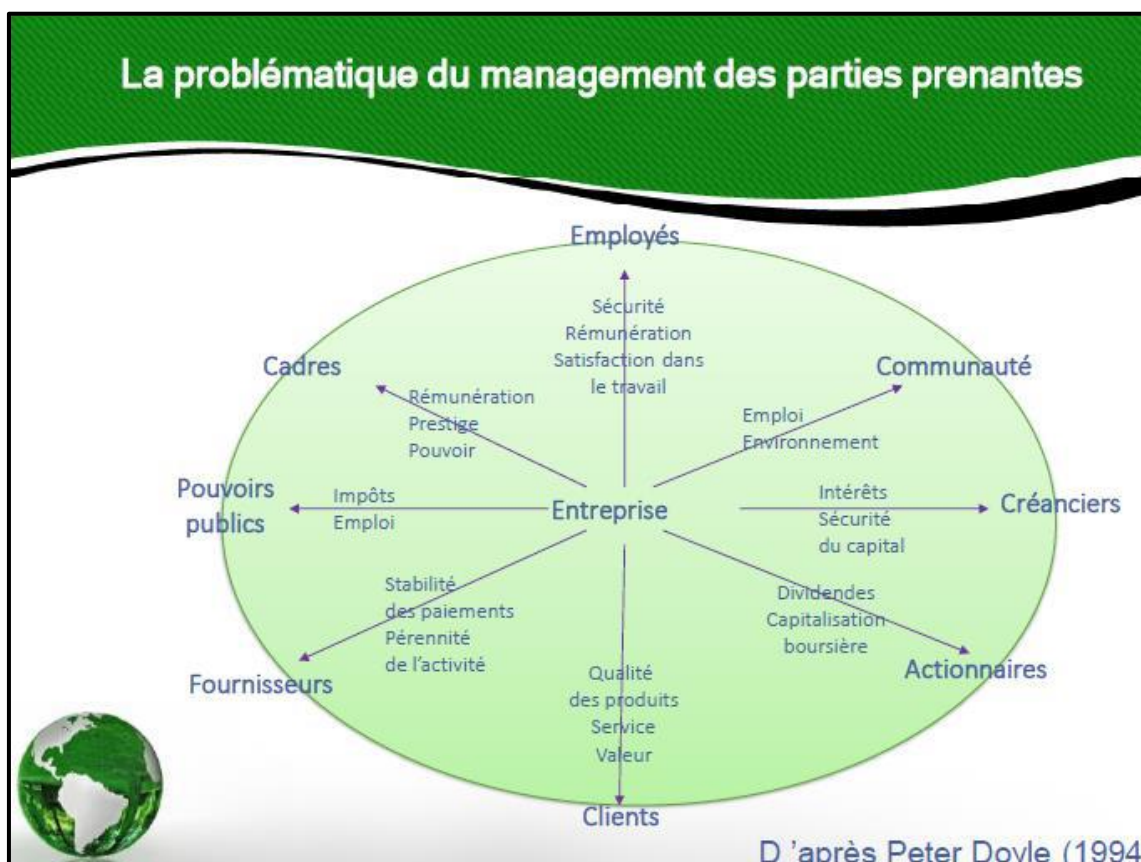 La problématique du management des parties prenantes
Employés
Sécurité
Rémunération
Satisfaction dans
le travail
Cadres
Rémunération
Prestige
Pouvoir
Communauté
Emploi
Environnement
Pouvoirs
publics
Impôts
Emploi
Entreprise
Intérêts
Sécurité
du capital
Créanciers
Stabilité
des paiements
Pérennité
de l’activité
Fournisseurs
Dividendes
Capitalisation
boursière
Actionnaires
Qualité
des produits
Service
Valeur
Clients
D ’après Peter Doyle (1994